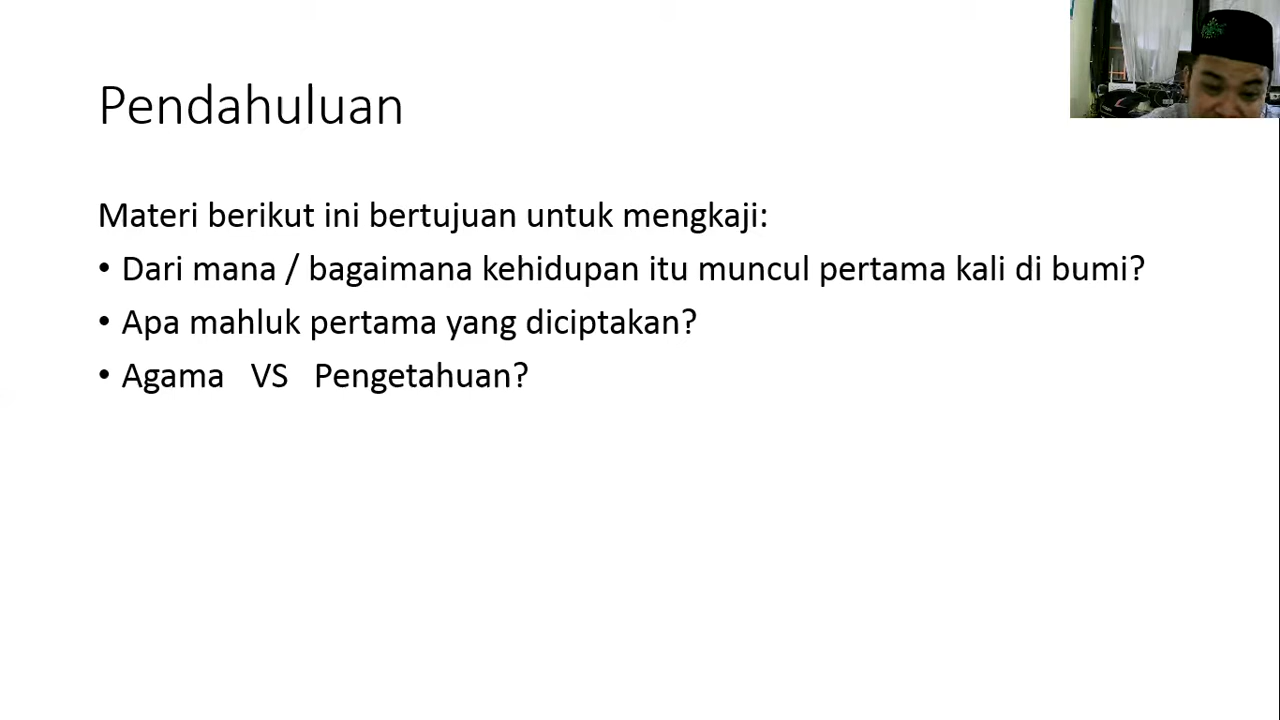 Pendahuluan
Materi berikut ini bertujuan untuk mengkaji:
• Dari mana / bagaimana kehidupan itu muncul pertama kali di bumi?
• Apa mahluk pertama yang diciptakan?
• Agama VS Pengetahuan?